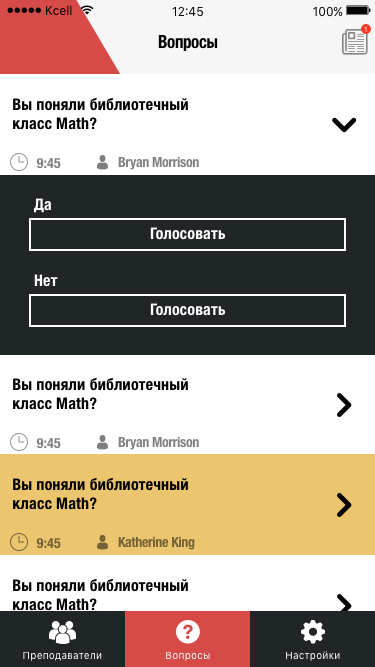 Kcell 12:45 100%
Вопросы
1
Вы поняли библиотечный
класс Math?
9:45 Bryan Morrison
Да
Голосовать
Нет
Голосовать
Вы поняли библиотечный
класс Math?
9:45 Bryan Morrison
Вы поняли библиотечный
класс Math?
9:45 Katherine King
Вы поняли библиотечный
класс Math?
Преподаватели Вопросы Настройки